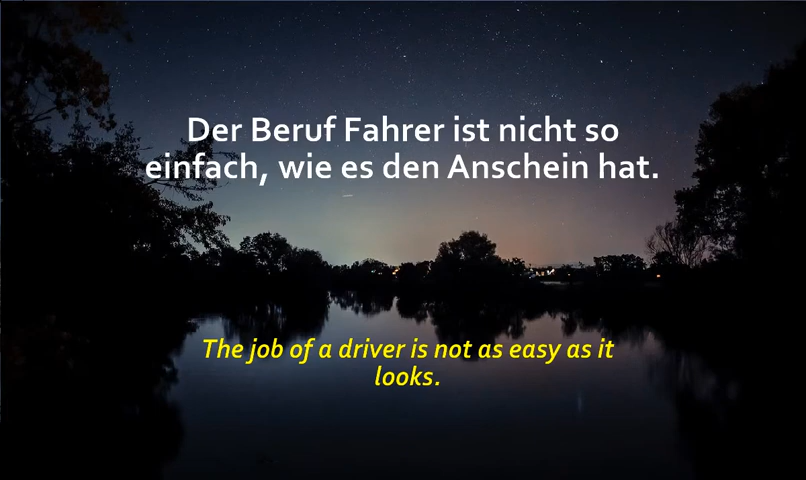 Der Beruf Fahrer ist nicht so
einfach, wie es den Anschein hat.
The job of a driver is not as easy as it
looks.